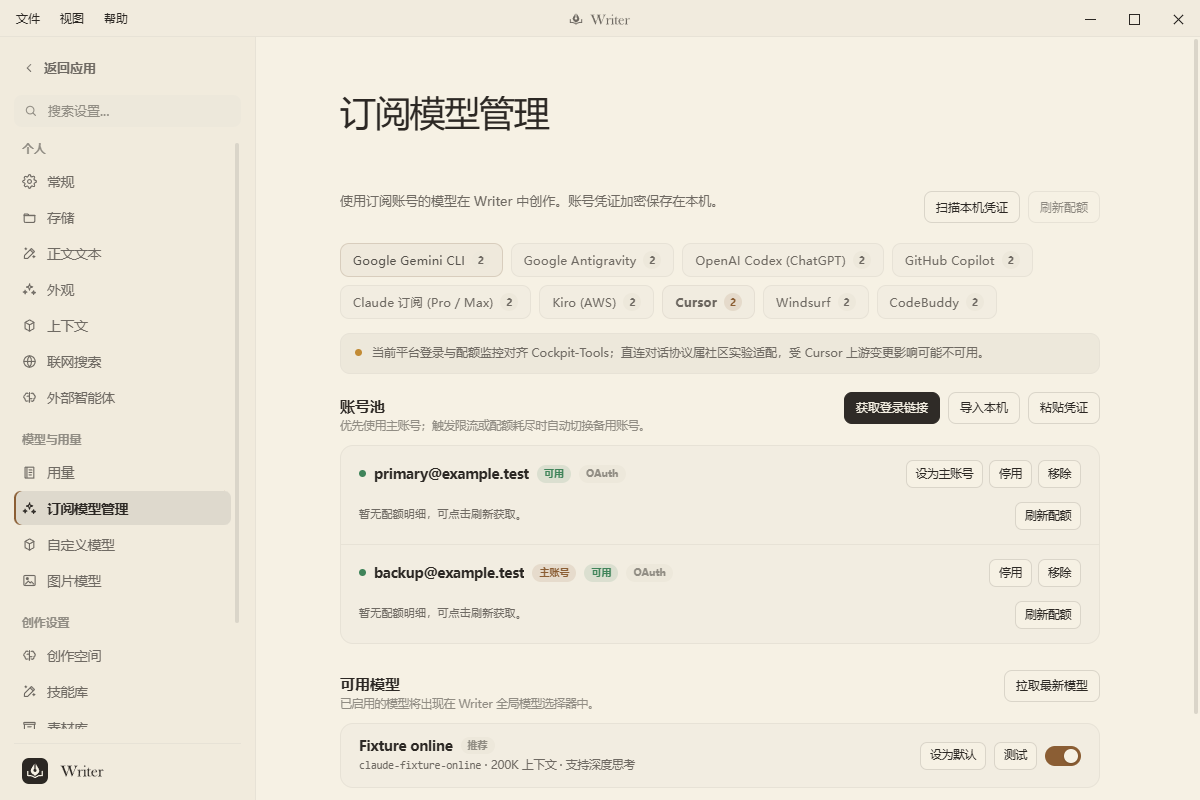 文件 视图 帮助
Writer
返回应用
搜索设置...
个人
常规
存储
正文文本
外观
上下文
联网搜索
外部智能体
模型与用量
用量
订阅模型管理
自定义模型
图片模型
创作设置
创作空间
技能库
素材库
Writer
订阅模型管理
使用订阅账号的模型在 Writer 中创作。账号凭证加密保存在本机。
扫描本机凭证 刷新配额
Google Gemini CLI 2 Google Antigravity 2 OpenAI Codex (ChatGPT) 2 GitHub Copilot 2
Claude 订阅 (Pro / Max) 2 Kiro (AWS) 2 Cursor 2 Windsurf 2 CodeBuddy 2
当前平台登录与配额监控对齐 Cockpit-Tools；直连对话协议属社区实验适配，受 Cursor 上游变更影响可能不可用。
账号池
优先使用主账号；触发限流或配额耗尽时自动切换备用账号。
获取登录链接 导入本机 粘贴凭证
primary@example.test 可用 OAuth 设为主账号 停用 移除
暂无配额明细，可点击刷新获取。 刷新配额
backup@example.test 主账号 可用 OAuth 停用 移除
暂无配额明细，可点击刷新获取。 刷新配额
可用模型
已启用的模型将出现在 Writer 全局模型选择器中。
拉取最新模型
Fixture online 推荐
claude-fixture-online · 200K 上下文 · 支持深度思考
设为默认 测试